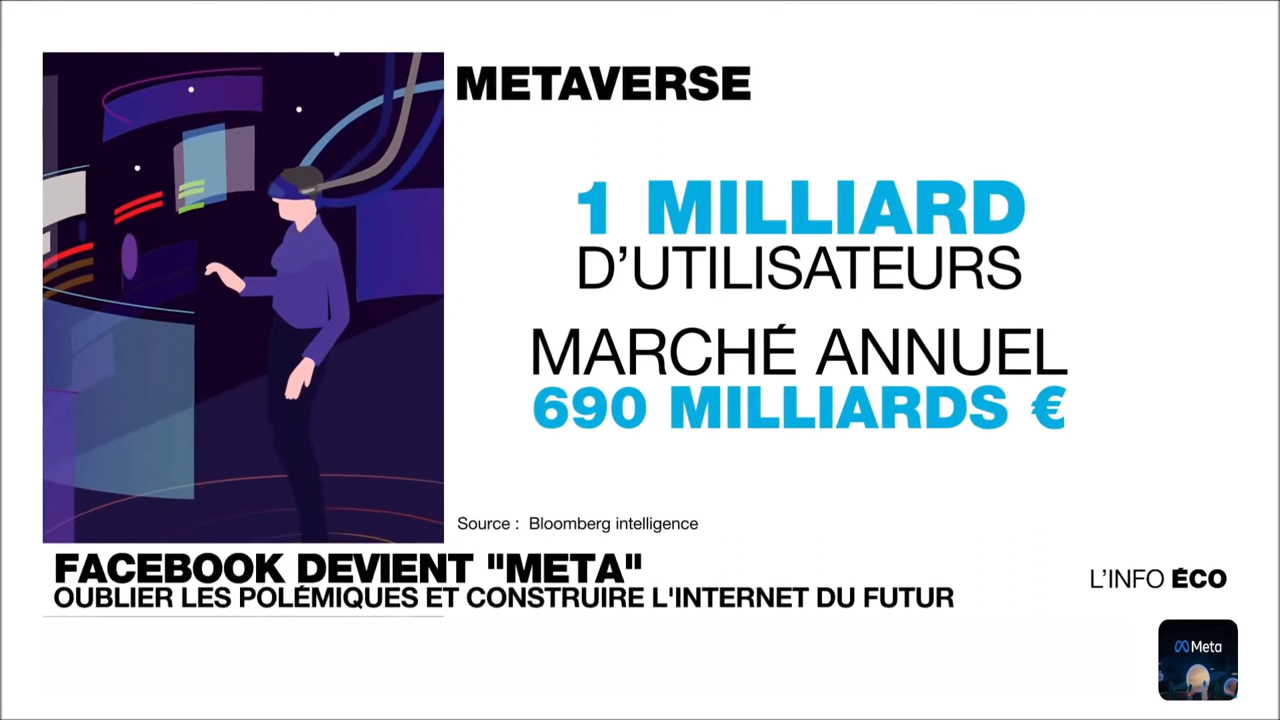 METAVERSE
1 MILLIARD
D’UTILISATEURS
MARCHÉ ANNUEL
690 MILLIARDS €
Source : Bloomberg intelligence
FACEBOOK DEVIENT "META"
OUBLIER LES POLÉMIQUES ET CONSTRUIRE L'INTERNET DU FUTUR
L’INFO ÉCO
Meta